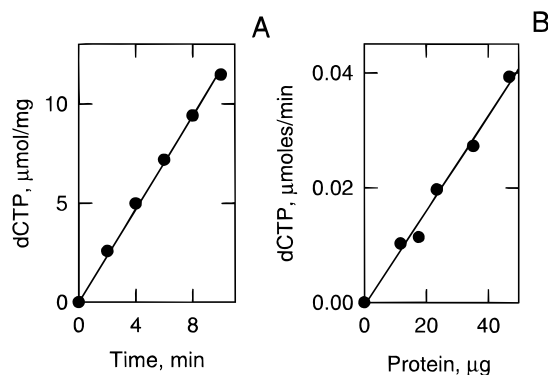 A
B
dCTP, µmol/mg
10
5
0
0
4
8
Time, min
dCTP, µmoles/min
0.04
0.02
0.00
0
20
40
Protein, µg